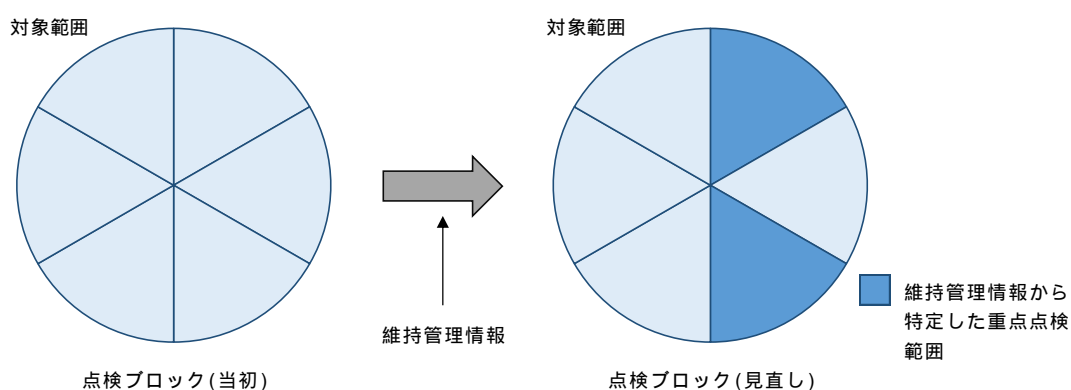 対象範囲
対象範囲
維持管理情報
維持管理情報から
特定した重点点検
範囲
点検ブロック(当初)
点検ブロック(見直し)